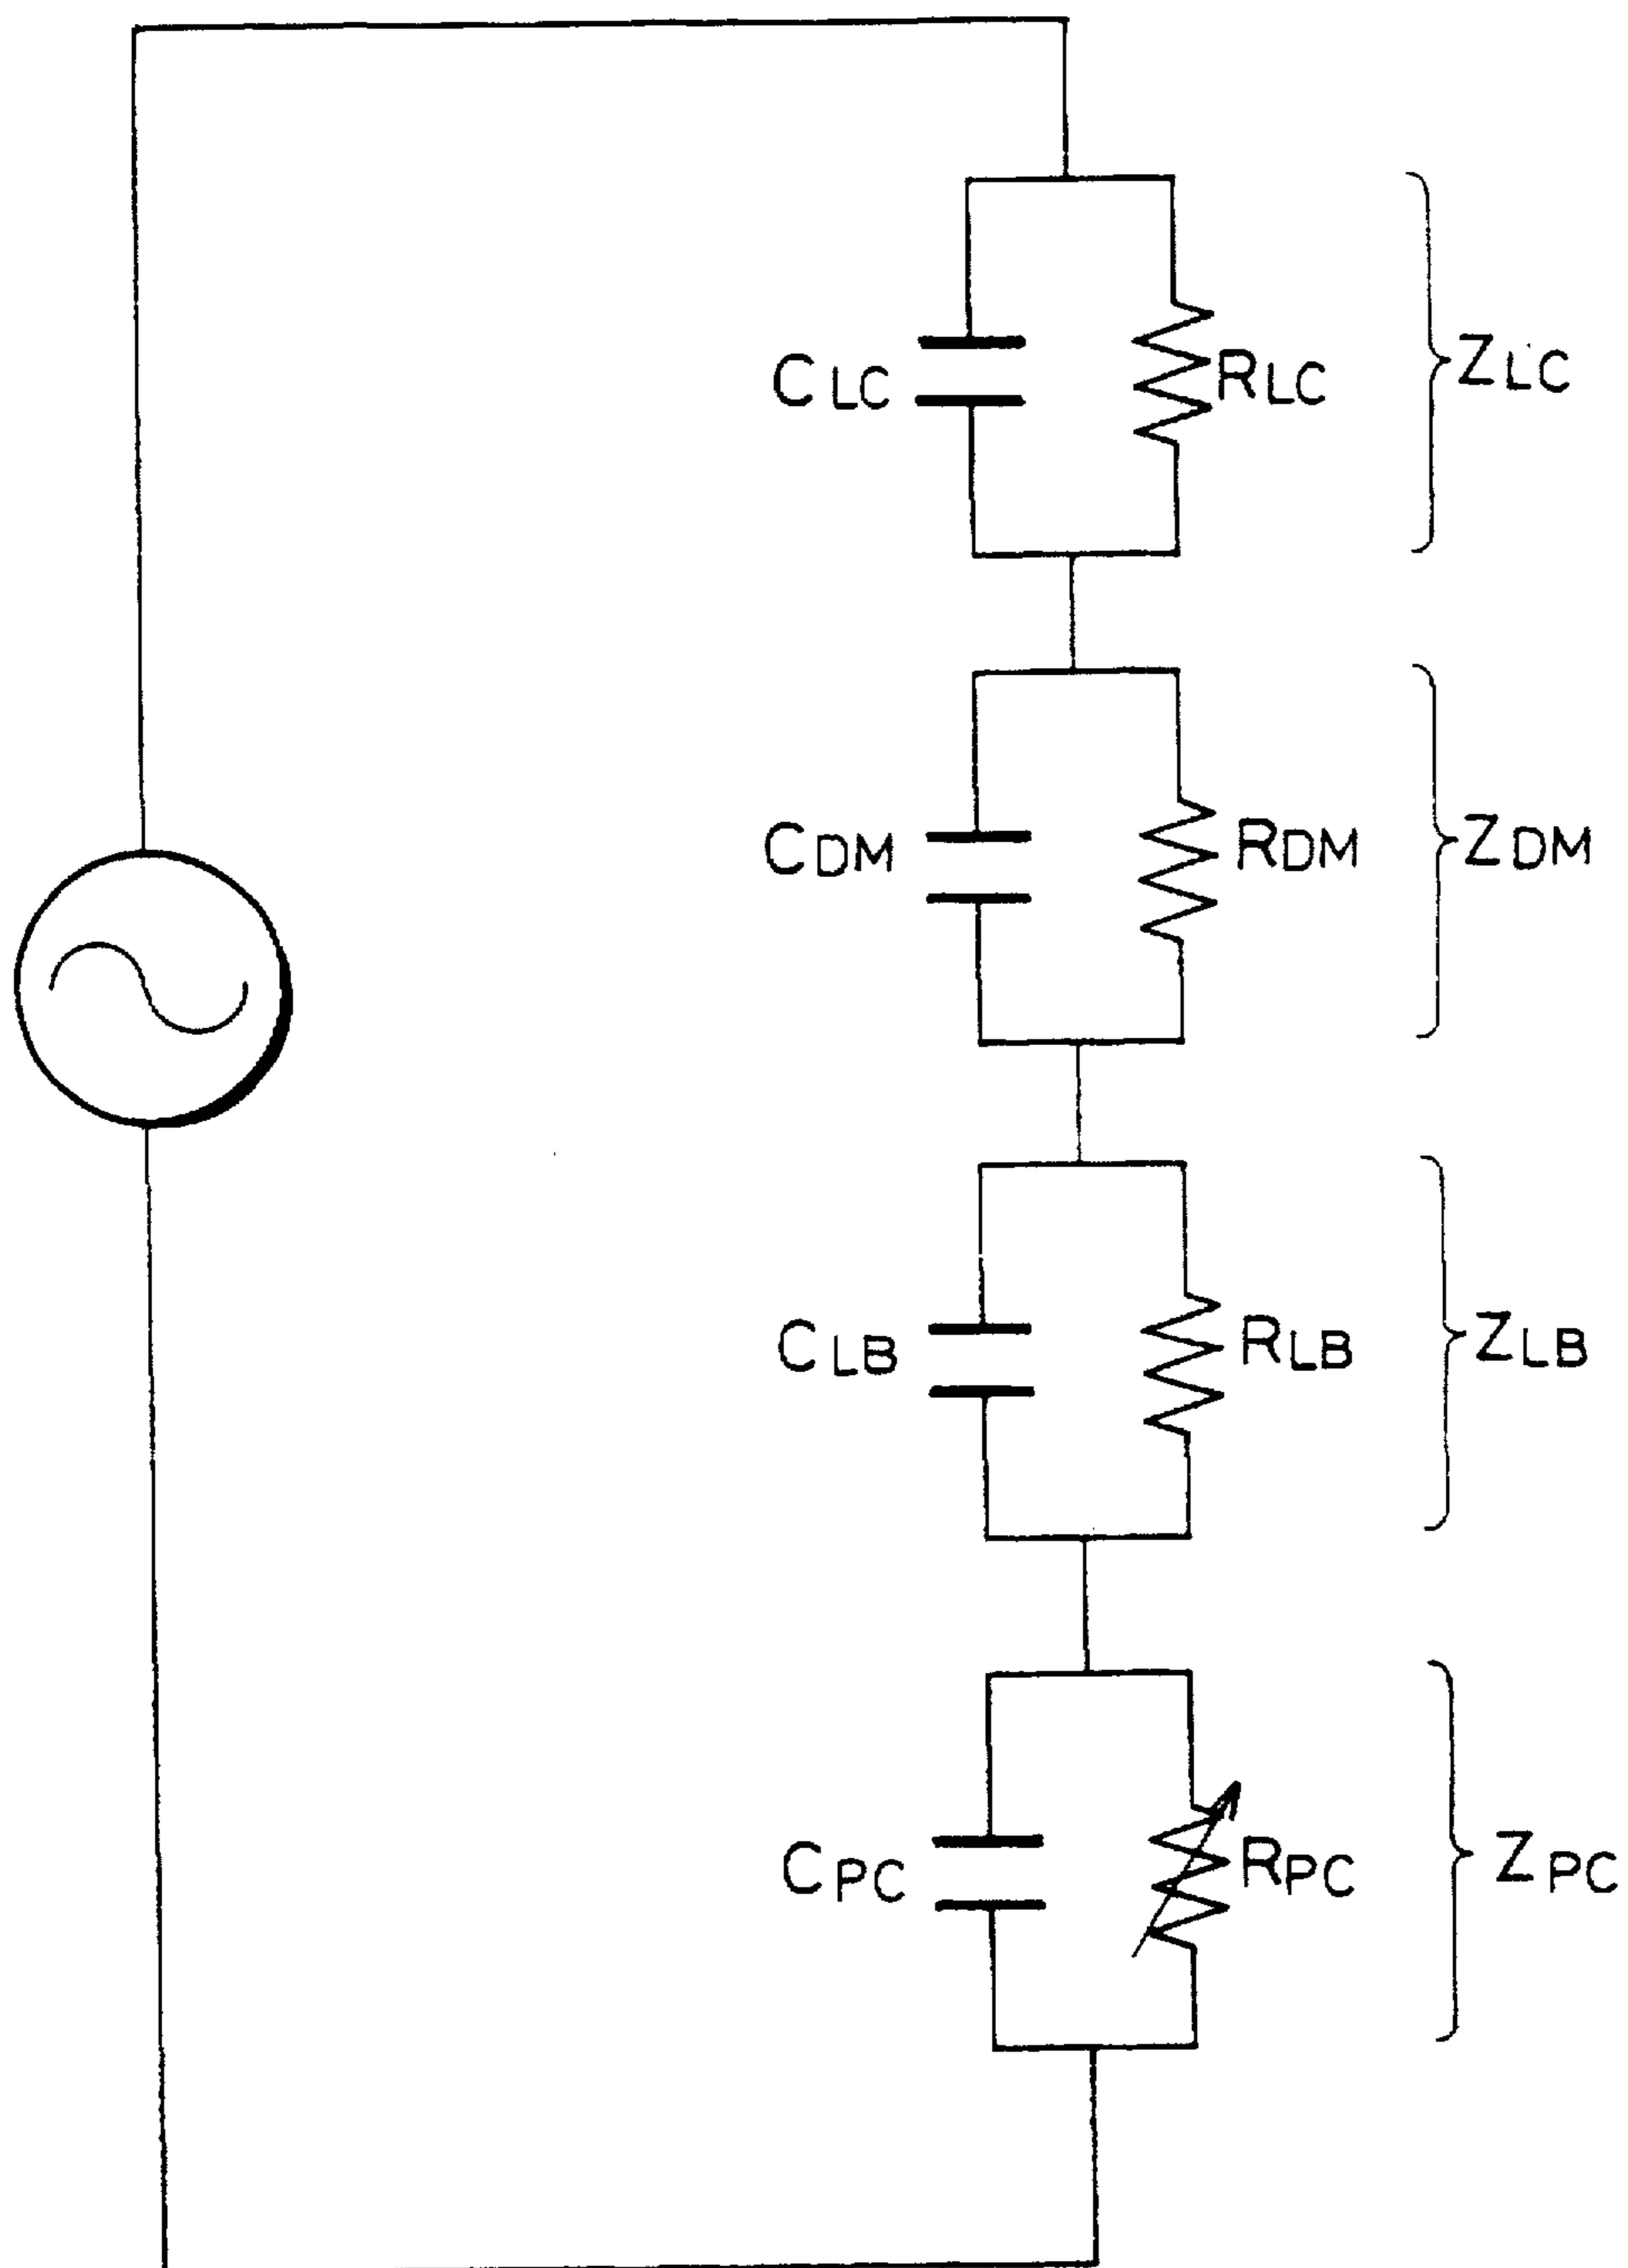 CLC RLC ZLC
CDM RDM ZDM
CLB RLB ZLB
CPC RPC ZPC